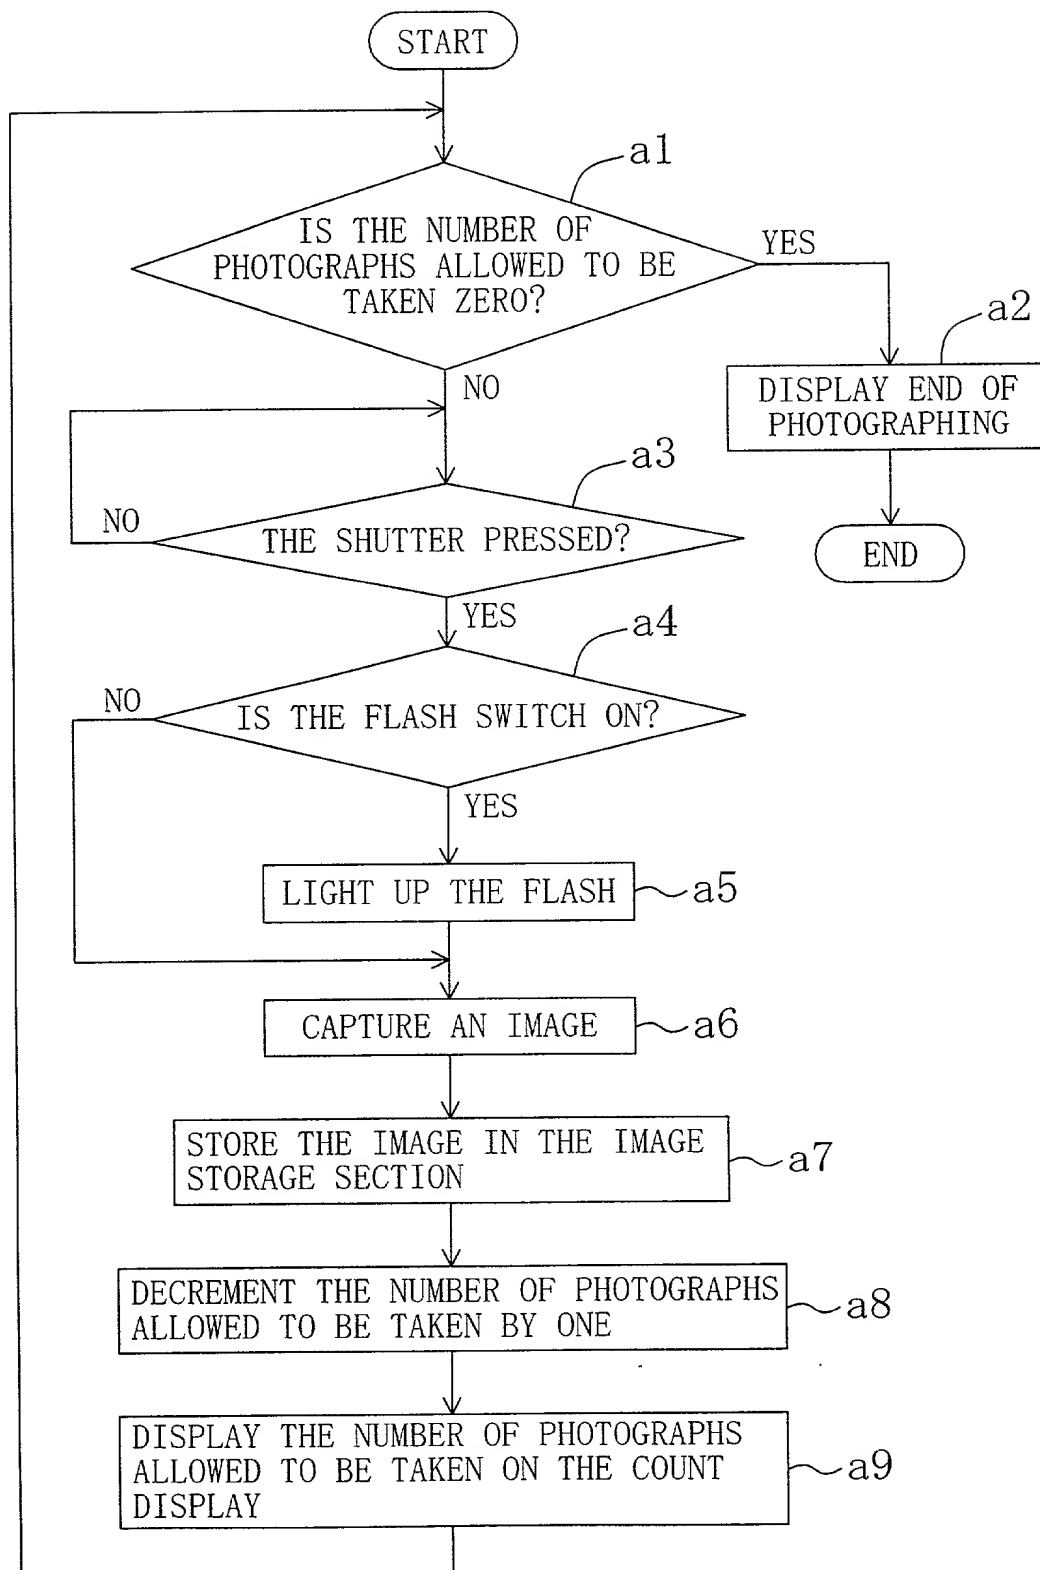 START
a1
IS THE NUMBER OF
PHOTOGRAPHS ALLOWED TO BE
TAKEN ZERO?
YES
a2
DISPLAY END OF
PHOTOGRAPHING
END
NO
a3
THE SHUTTER PRESSED?
NO
YES
a4
IS THE FLASH SWITCH ON?
NO
YES
LIGHT UP THE FLASH
a5
CAPTURE AN IMAGE
a6
STORE THE IMAGE IN THE IMAGE
STORAGE SECTION
a7
DECREMENT THE NUMBER OF PHOTOGRAPHS
ALLOWED TO BE TAKEN BY ONE
a8
DISPLAY THE NUMBER OF PHOTOGRAPHS
ALLOWED TO BE TAKEN ON THE COUNT
DISPLAY
a9